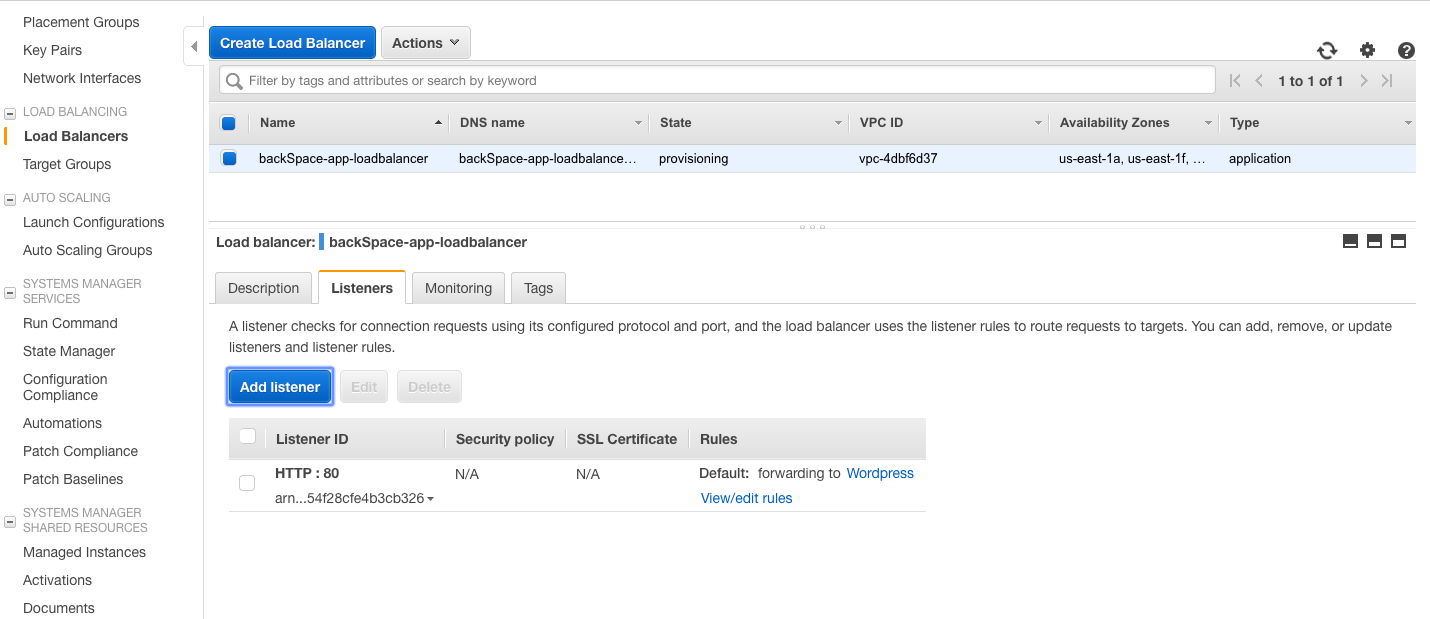 Placement Groups
Key Pairs
Network Interfaces
LOAD BALANCING
Load Balancers
Target Groups
AUTO SCALING
Launch Configurations
Auto Scaling Groups
SYSTEMS MANAGER
SERVICES
Run Command
State Manager
Configuration
Compliance
Automations
Patch Compliance
Patch Baselines
SYSTEMS MANAGER
SHARED RESOURCES
Managed Instances
Activations
Documents
Create Load Balancer Actions
Filter by tags and attributes or search by keyword 1 to 1 of 1
Name DNS name State VPC ID Availability Zones Type
backSpace-app-loadbalancer backSpace-app-loadbalance… provisioning vpc-4dbf6d37 us-east-1a, us-east-1f, … application
Load balancer: backSpace-app-loadbalancer
Description Listeners Monitoring Tags
A listener checks for connection requests using its configured protocol and port, and the load balancer uses the listener rules to route requests to targets. You can add, remove, or update
listeners and listener rules.
Add listener Edit Delete
Listener ID Security policy SSL Certificate Rules
HTTP : 80 N/A N/A Default: forwarding to Wordpress
arn...54f28cfe4b3cb326 View/edit rules